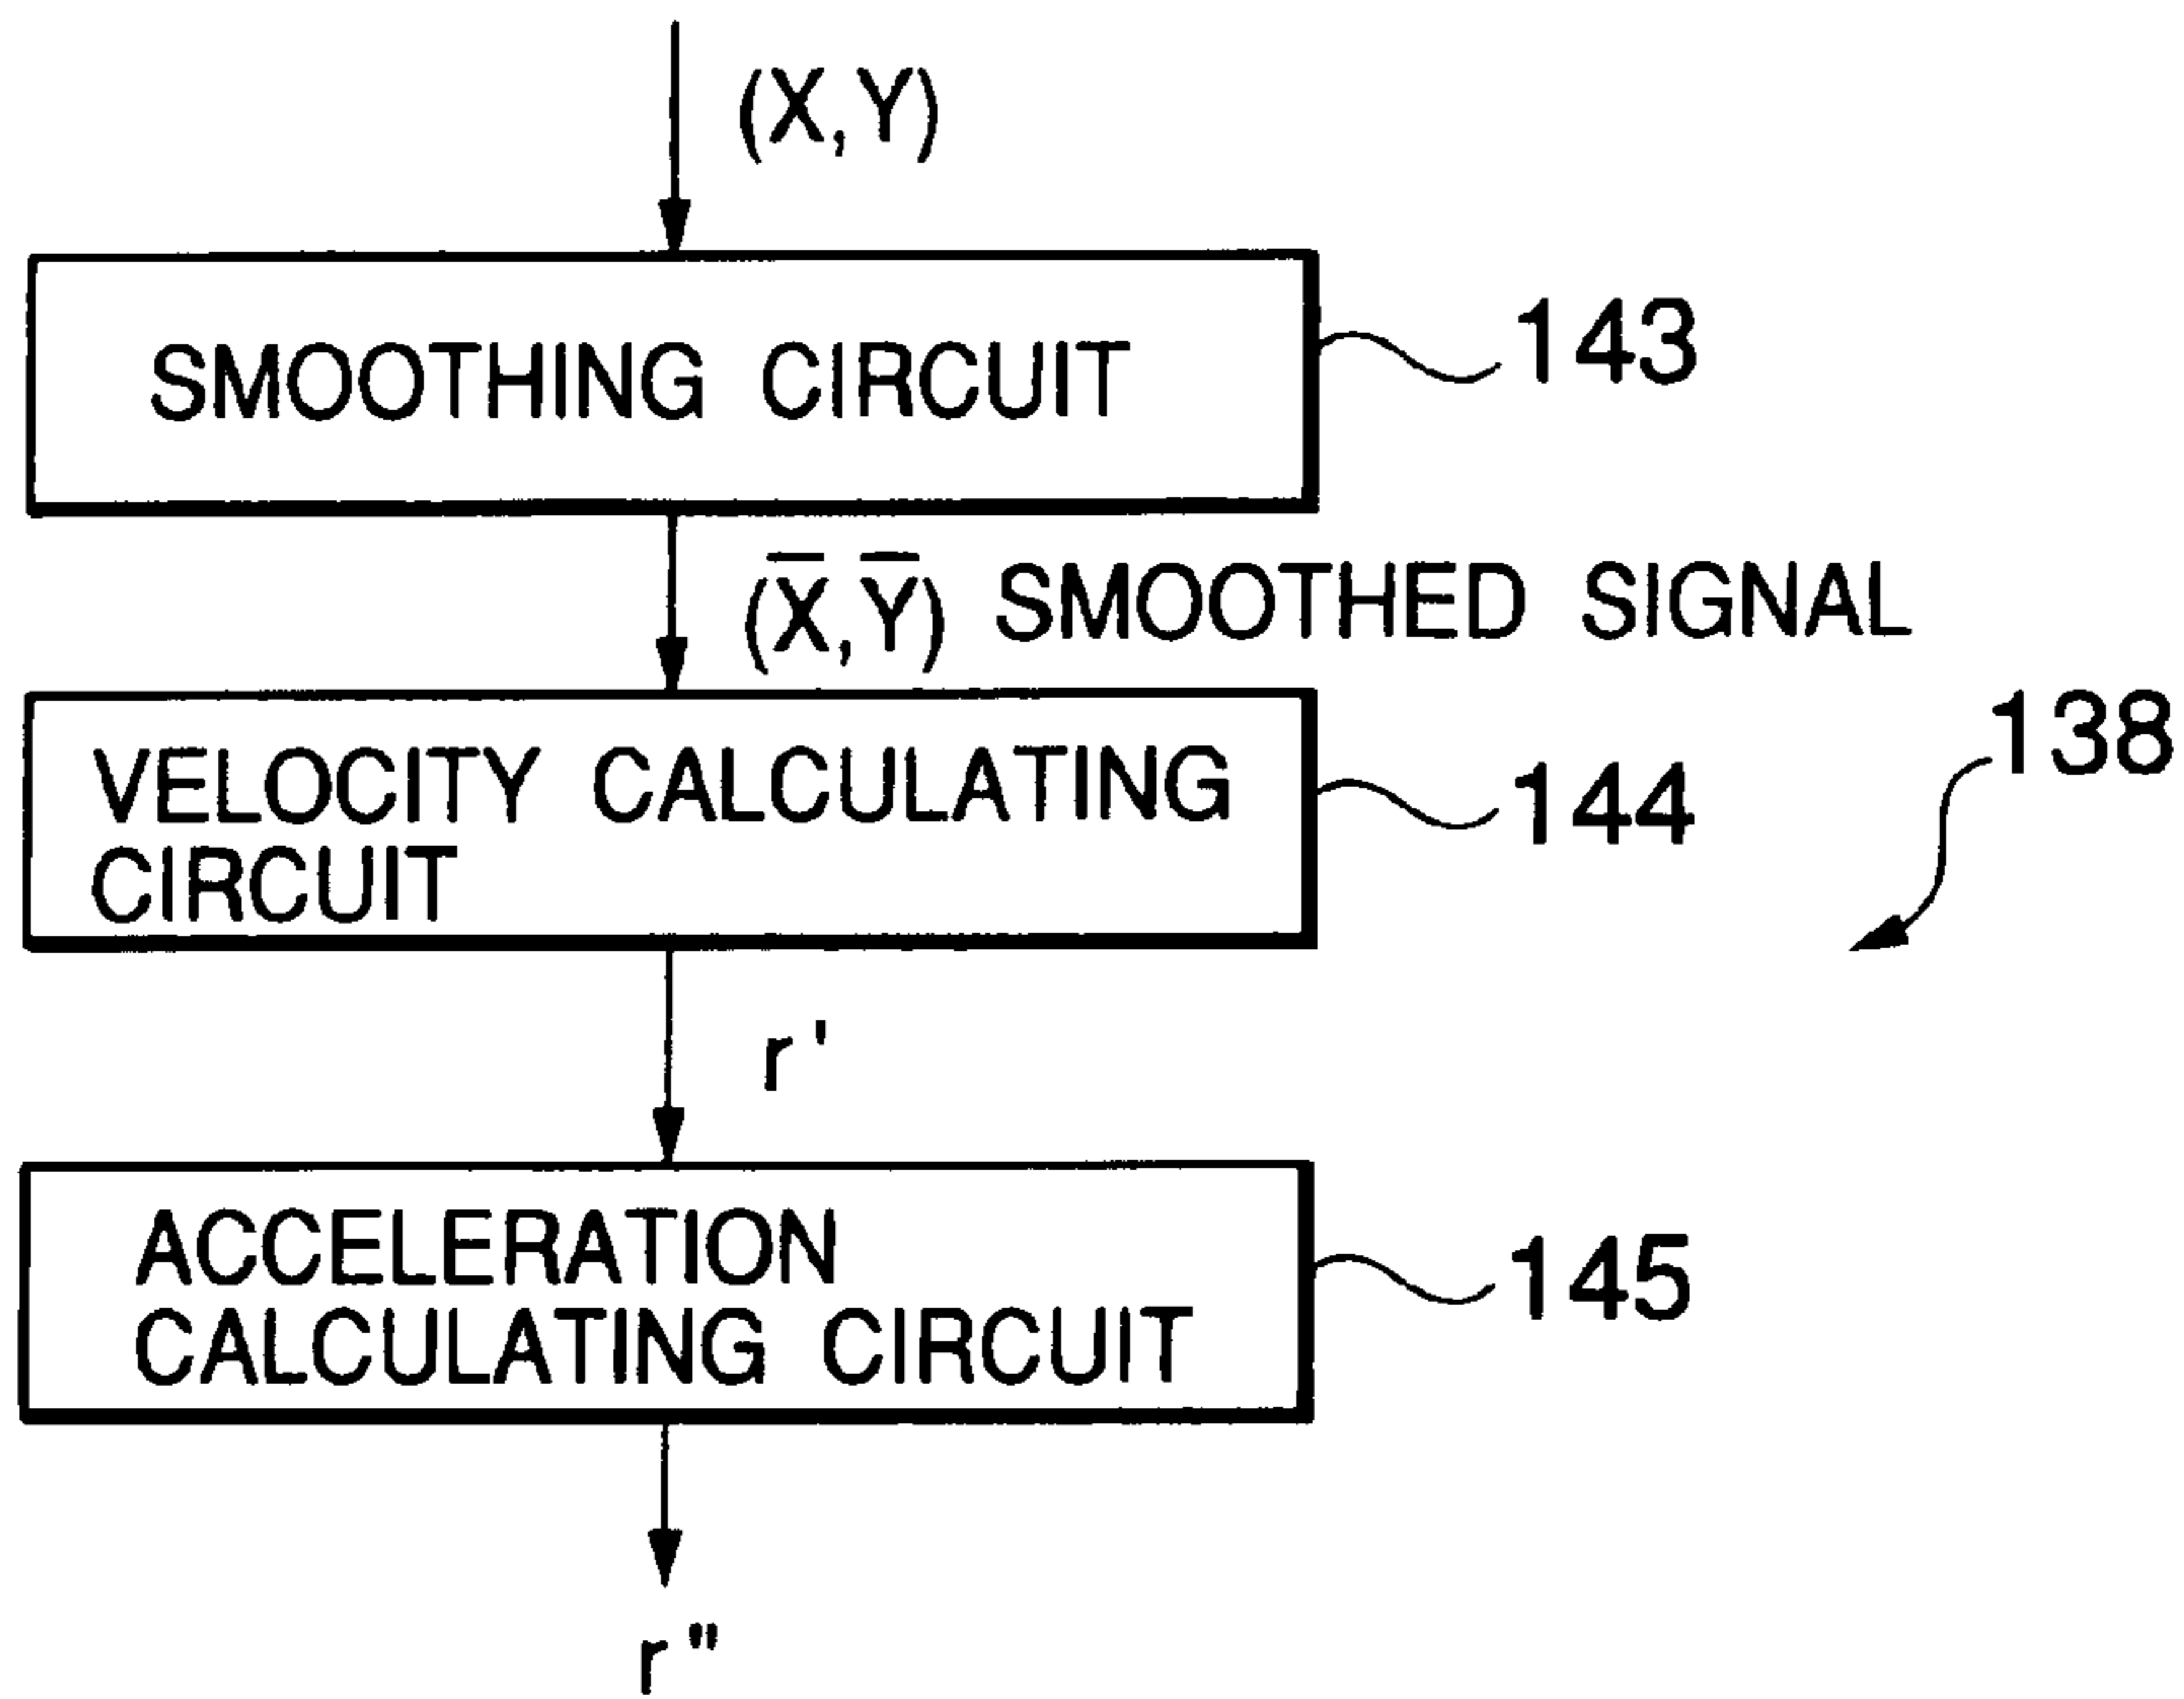 (X,Y)
SMOOTHING CIRCUIT
143
(X̅,Y̅) SMOOTHED SIGNAL
138
VELOCITY CALCULATING
CIRCUIT
144
r'
ACCELERATION
CALCULATING CIRCUIT
145
r"